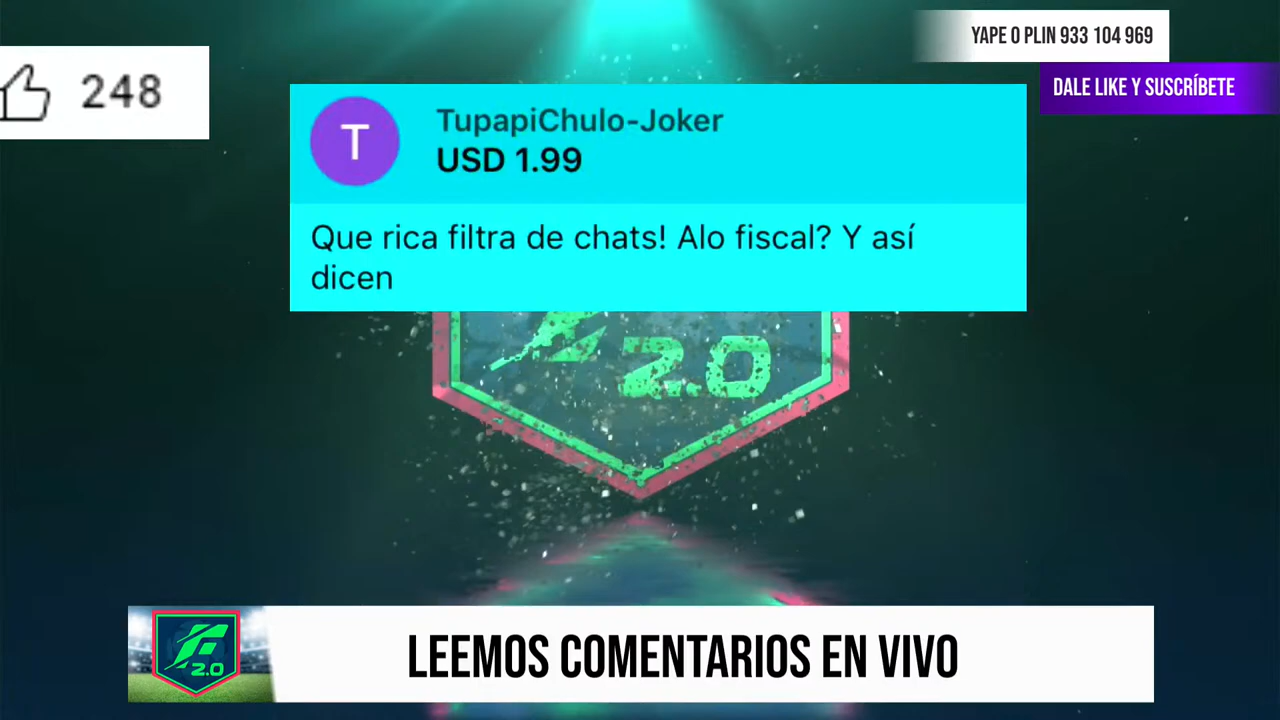 YAPE O PLIN 933 104 969
DALE LIKE Y SUSCRÍBETE
248
T
TupapiChulo-Joker
USD 1.99
Que rica filtra de chats! Alo fiscal? Y así
dicen
2.0
F
2.0
LEEMOS COMENTARIOS EN VIVO